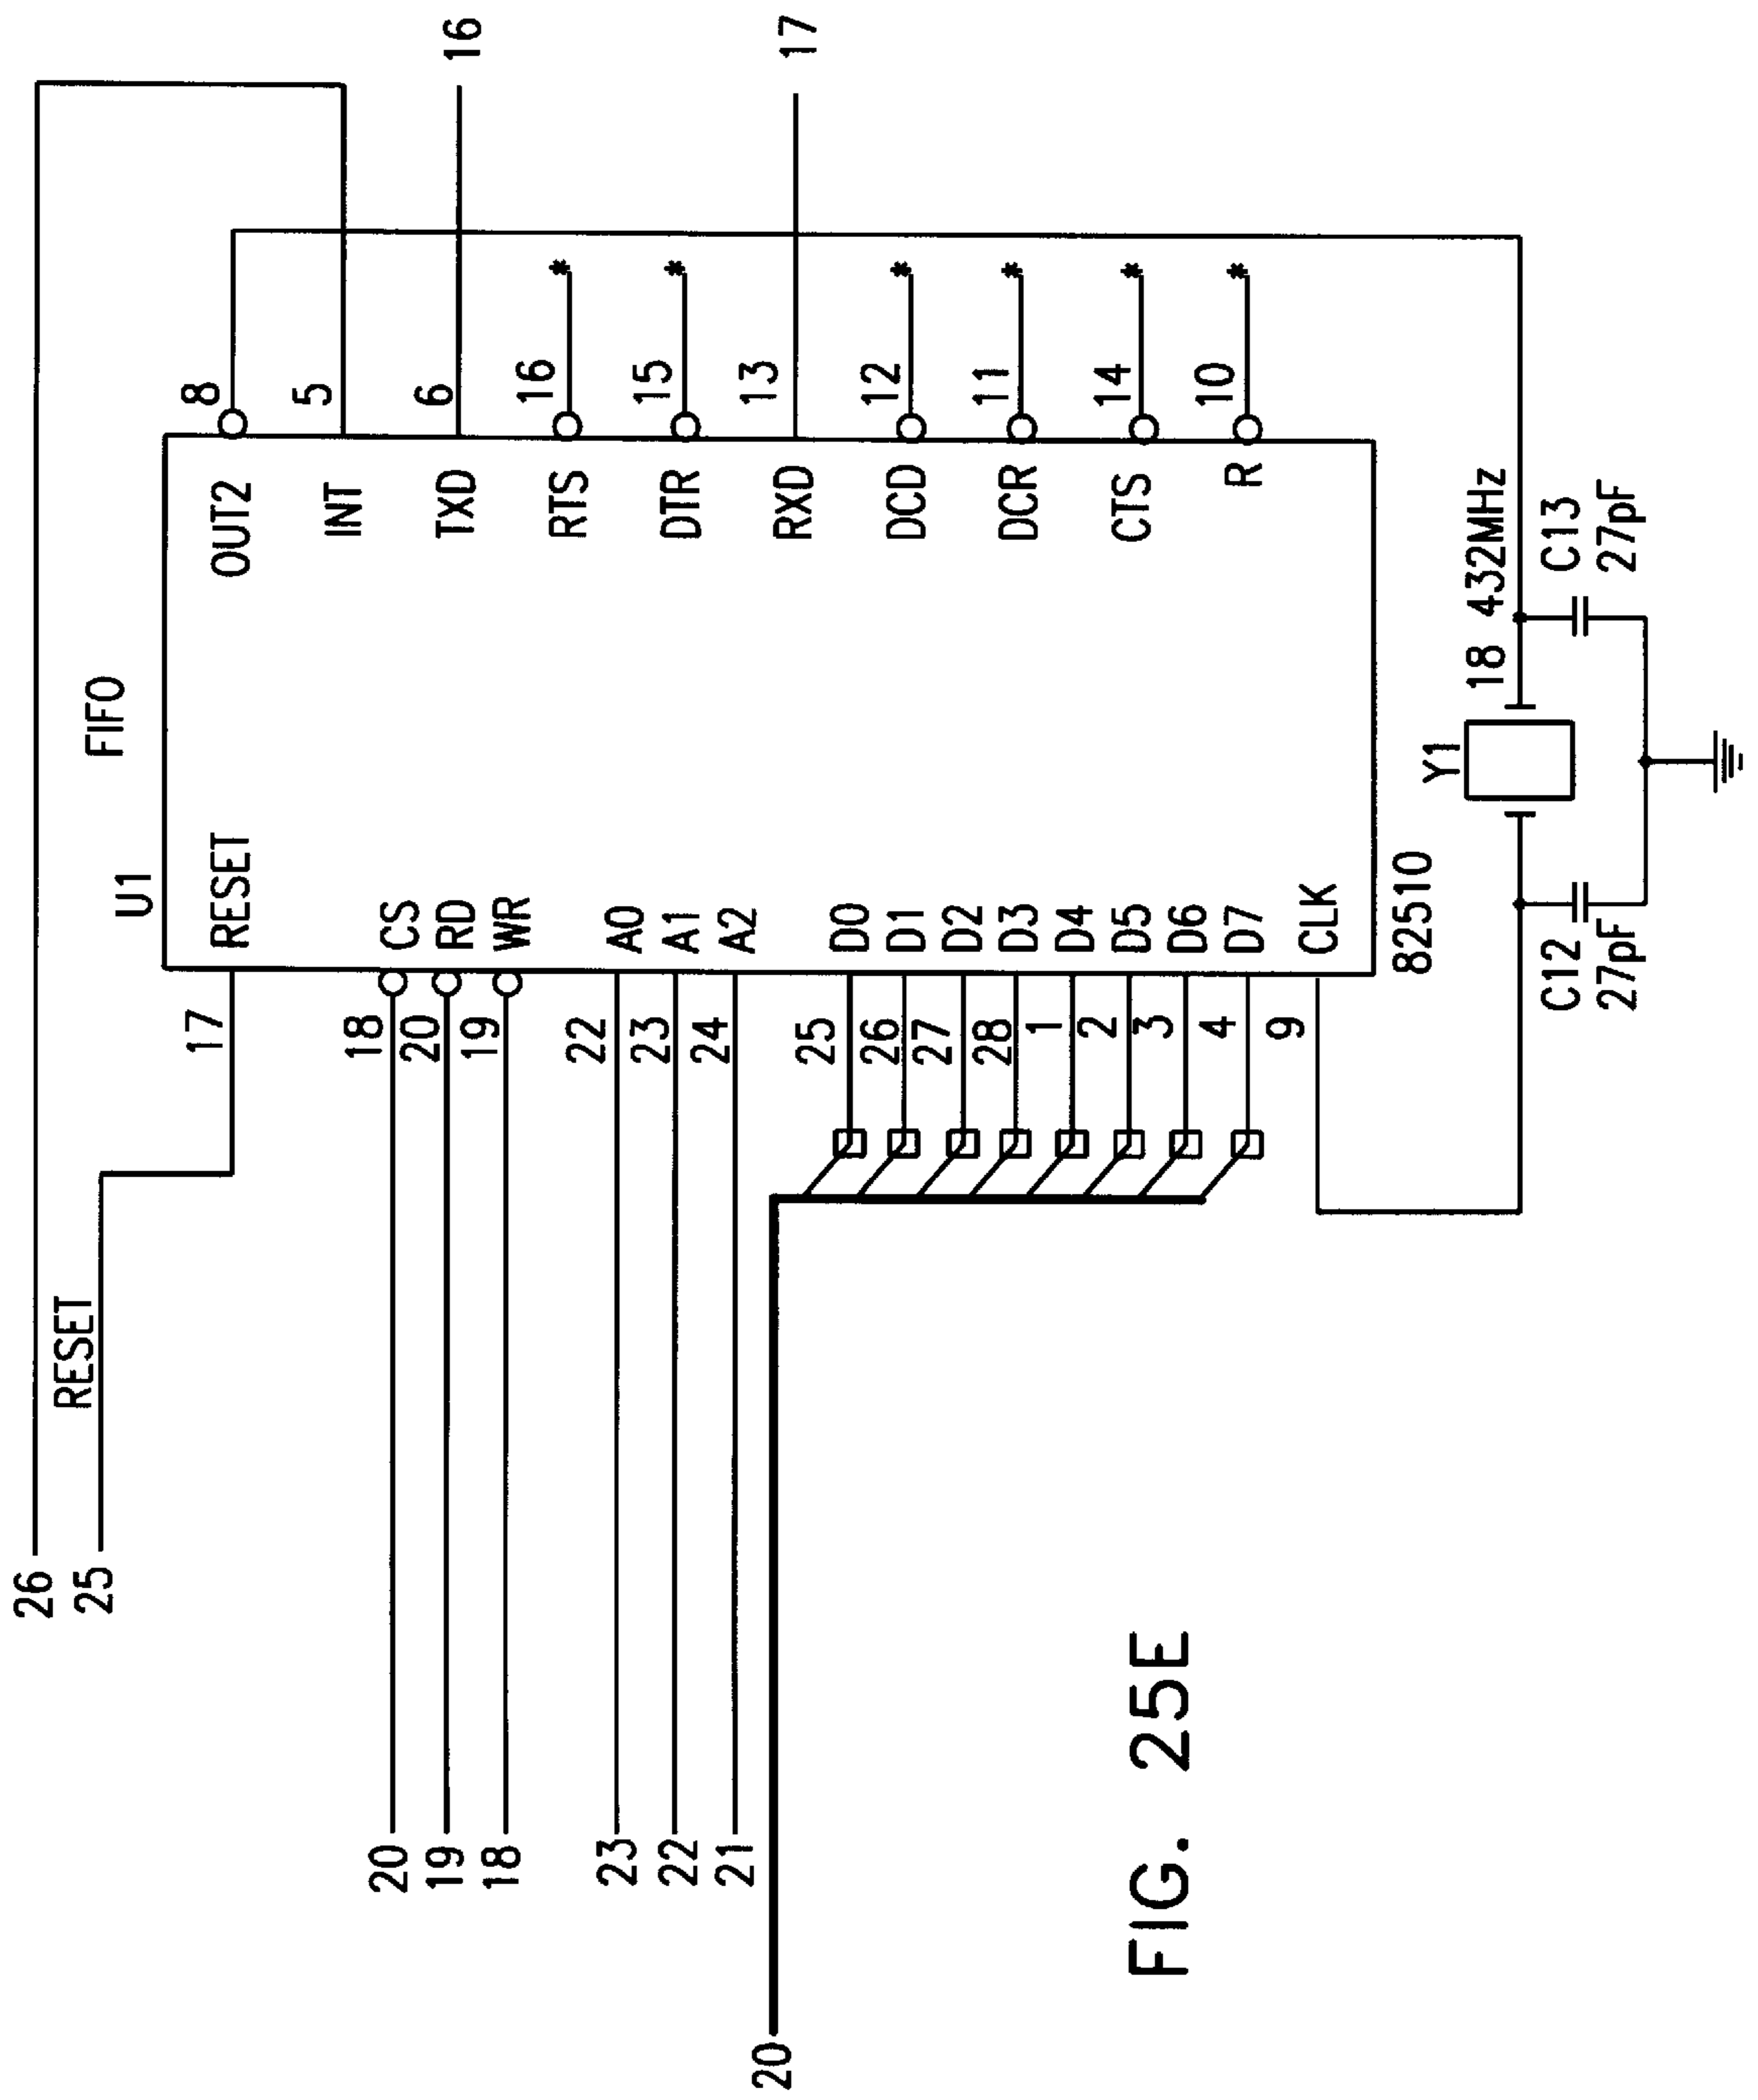 26
25 RESET
FIFO
U1
17 RESET OUT2 8
INT 5
20 18 CS TXD 6 16
19 20 RD RTS 16 *
18 19 WR DTR 15 *
23 22 A0 RXD 13 17
22 23 A1
21 24 A2
20
25 D0 DCD 12 *
26 D1 DCR 11 *
27 D2 CTS 14 *
28 D3 R 10 *
1 D4
2 D5
3 D6
4 D7
9 CLK
82510
Y1 18 432MHz
C12
27pF
C13
27pF
FIG. 25E